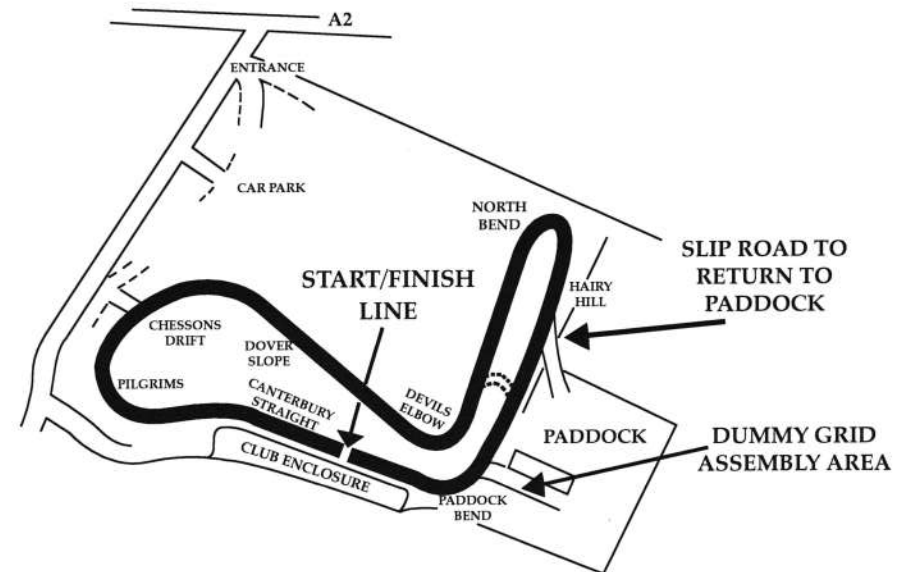 A2
ENTRANCE
CAR PARK
NORTH
BEND
SLIP ROAD TO
RETURN TO
PADDOCK
START/FINISH
LINE
HAIRY
HILL
CHESSONS
DRIFT
DOVER
SLOPE
PILGRIMS
CANTERBURY
STRAIGHT
DEVILS
ELBOW
PADDOCK
DUMMY GRID
ASSEMBLY AREA
CLUB ENCLOSURE
PADDOCK
BEND